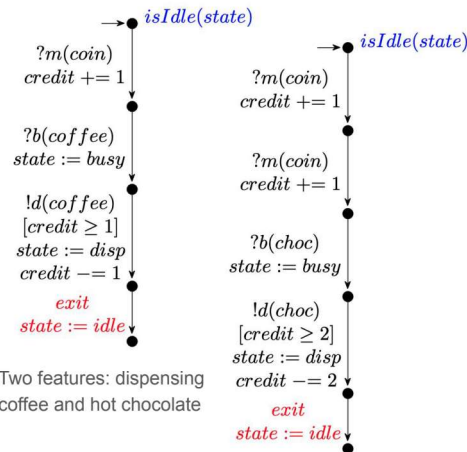 isIdle(state)
?m(coin)
credit += 1
?b(coffee)
state := busy
!d(coffee)
[credit ≥ 1]
state := disp
credit −= 1
exit
state := idle
Two features: dispensing
coffee and hot chocolate
isIdle(state)
?m(coin)
credit += 1
?m(coin)
credit += 1
?b(choc)
state := busy
!d(choc)
[credit ≥ 2]
state := disp
credit −= 2
exit
state := idle